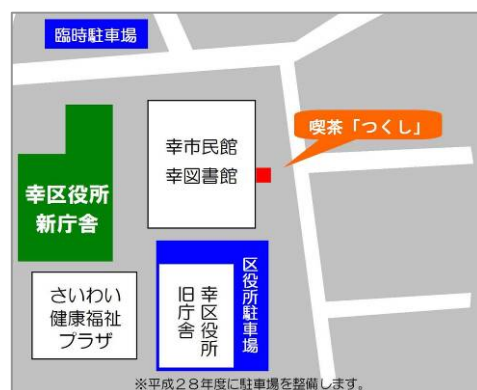 臨時駐車場
喫茶「つくし」
幸市民館
幸図書館
幸区役所
新庁舎
さいわい
健康福祉
プラザ
幸区役所
旧庁舎
区役所駐車場
※平成28年度に駐車場を整備します。